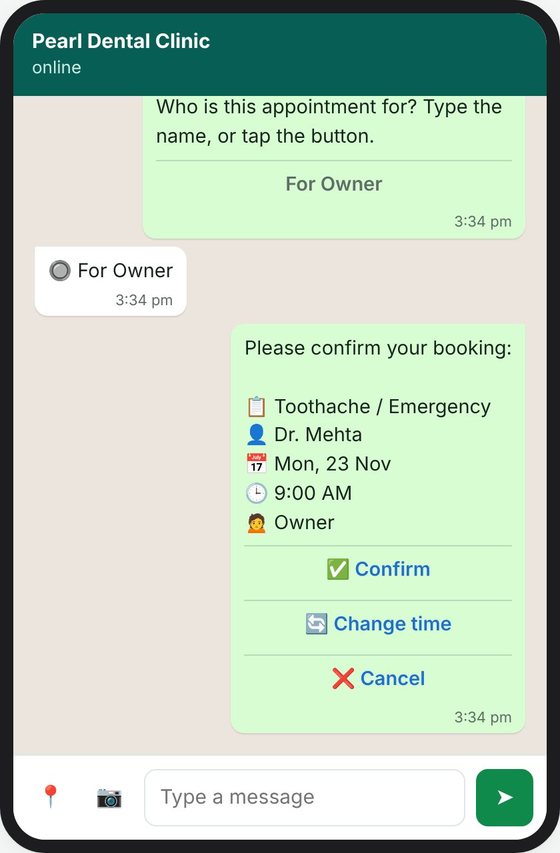 Pearl Dental Clinic
online
Who is this appointment for? Type the
name, or tap the button.
For Owner
3:34 pm
🔘 For Owner
3:34 pm
Please confirm your booking:
📋 Toothache / Emergency
👤 Dr. Mehta
📅 Mon, 23 Nov
🕒 9:00 AM
🙍 Owner
✅ Confirm
🔄 Change time
❌ Cancel
3:34 pm
Type a message